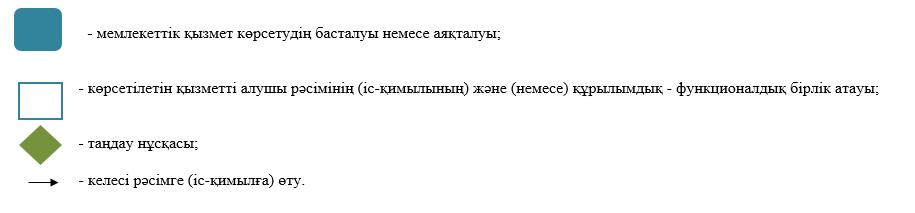 - мемлекеттік қызмет көрсетудің басталуы немесе аяқталуы;
- көрсетілетін қызметті алушы рәсімінің (іс-қимылының) және (немесе) құрылымдық - функционалдық бірлік атауы;
- таңдау нұсқасы;
- келесі рәсімге (іс-қимылға) өту.